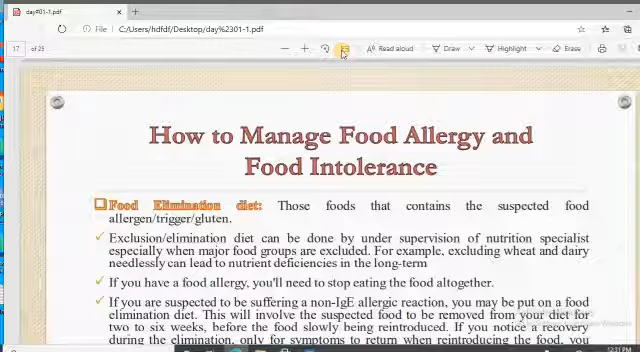 day#01-1.pdf
File
C:/Users/hdfdf/Desktop/day%2301-1.pdf
17 of 25
Read aloud
Draw
Highlight
Erase
How to Manage Food Allergy and
Food Intolerance
Food Elimination diet: Those foods that contains the suspected food
allergen/trigger/gluten.
Exclusion/elimination diet can be done by under supervision of nutrition specialist
especially when major food groups are excluded. For example, excluding wheat and dairy
needlessly can lead to nutrient deficiencies in the long-term
If you have a food allergy, you'll need to stop eating the food altogether.
If you are suspected to be suffering a non-IgE allergic reaction, you may be put on a food
elimination diet. This will involve the suspected food to be removed from your diet for
two to six weeks, before the food slowly being reintroduced. If you notice recovery
during the elimination, only for symptoms to return when reintroducing the food, you
12:31 PM